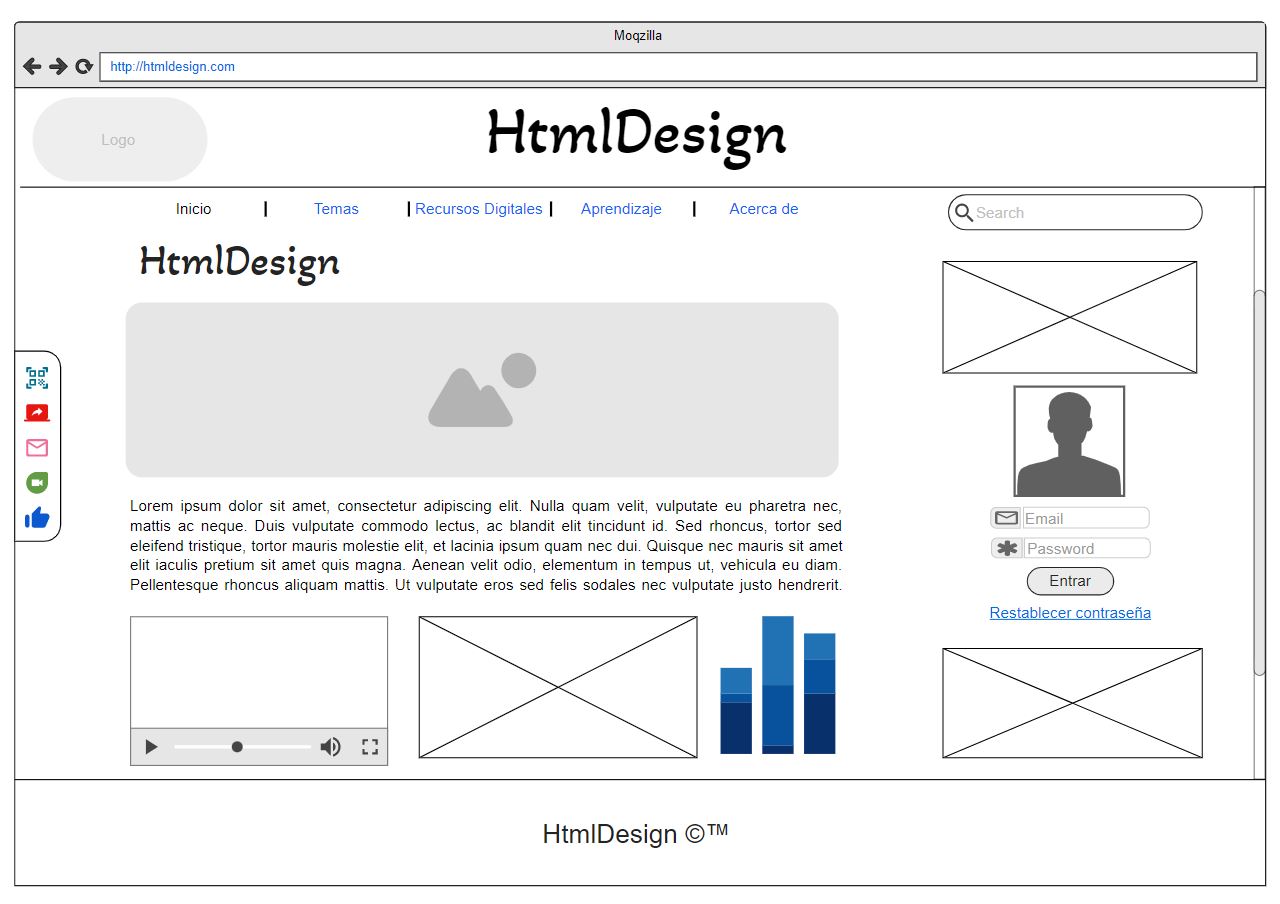 Moqzilla
http://htmldesign.com
Logo
HtmlDesign
Inicio
Temas
Recursos Digitales
Aprendizaje
Acerca de
Search
HtmlDesign
Lorem ipsum dolor sit amet, consectetur adipiscing elit. Nulla quam velit, vulputate eu pharetra nec,
mattis ac neque. Duis vulputate commodo lectus, ac blandit elit tincidunt id. Sed rhoncus, tortor sed
eleifend tristique, tortor mauris molestie elit, et lacinia ipsum quam nec dui. Quisque nec mauris sit amet
elit iaculis pretium sit amet quis magna. Aenean velit odio, elementum in tempus ut, vehicula eu diam.
Pellentesque rhoncus aliquam mattis. Ut vulputate eros sed felis sodales nec vulputate justo hendrerit.
Email
Password
Entrar
Restablecer contraseña
HtmlDesign ©™